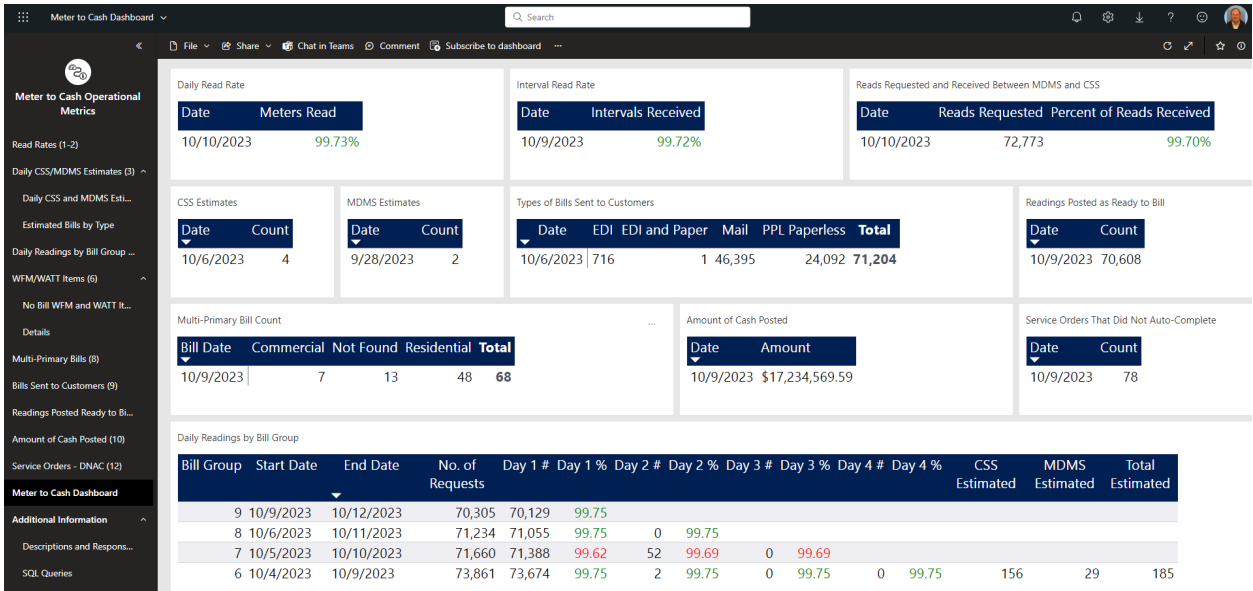 Meter to Cash Dashboard
Search
File Share Chat in Teams Comment Subscribe to dashboard ...
Meter to Cash Operational
Metrics
Read Rates (1-2)
Daily CSS/MDMS Estimates (3)
Daily CSS and MDMS Esti...
Estimated Bills by Type
Daily Readings by Bill Group ...
WFM/WATT Items (6)
No Bill WFM and WATT It...
Details
Multi-Primary Bills (8)
Bills Sent to Customers (9)
Readings Posted Ready to Bi...
Amount of Cash Posted (10)
Service Orders - DNAC (12)
Meter to Cash Dashboard
Additional Information
Descriptions and Respons...
SQL Queries
Daily Read Rate
Date Meters Read
10/10/2023 99.73%
Interval Read Rate
Date Intervals Received
10/9/2023 99.72%
Reads Requested and Received Between MDMS and CSS
Date Reads Requested Percent of Reads Received
10/10/2023 72,773 99.70%
CSS Estimates
Date Count
10/6/2023 4
MDMS Estimates
Date Count
9/28/2023 2
Types of Bills Sent to Customers
Date EDI EDI and Paper Mail PPL Paperless Total
10/6/2023 716 1 46,395 24,092 71,204
Readings Posted as Ready to Bill
Date Count
10/9/2023 70,608
Multi-Primary Bill Count
...
Bill Date Commercial Not Found Residential Total
10/9/2023 7 13 48 68
Amount of Cash Posted
Date Amount
10/9/2023 $17,234,569.59
Service Orders That Did Not Auto-Complete
Date Count
10/9/2023 78
Daily Readings by Bill Group
Bill Group Start Date End Date No. of Day 1 # Day 1 % Day 2 # Day 2 % Day 3 # Day 3 % Day 4 # Day 4 % CSS MDMS Total
Requests Estimated Estimated Estimated
9 10/9/2023 10/12/2023 70,305 70,129 99.75
8 10/6/2023 10/11/2023 71,234 71,055 99.75 0 99.75
7 10/5/2023 10/10/2023 71,660 71,388 99.62 52 99.69 0 99.69
6 10/4/2023 10/9/2023 73,861 73,674 99.75 2 99.75 0 99.75 0 99.75 156 29 185